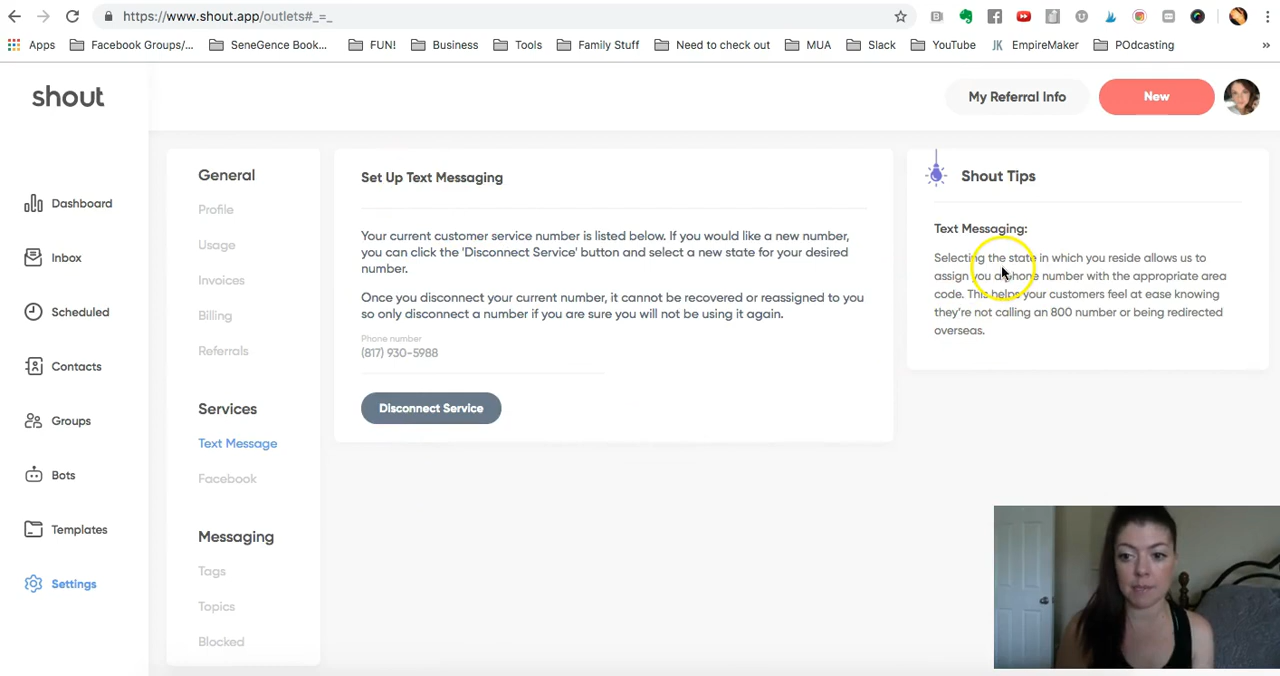 https://www.shout.app/outlets#_=_
Apps
Facebook Groups/...
SeneGence Book...
FUN!
Business
Tools
Family Stuff
Need to check out
MUA
Slack
YouTube
JK EmpireMaker
POdcasting
»
shout
My Referral Info
New
Dashboard
Inbox
Scheduled
Contacts
Groups
Bots
Templates
Settings
General
Profile
Usage
Invoices
Billing
Referrals
Services
Text Message
Facebook
Messaging
Tags
Topics
Blocked
Set Up Text Messaging
Your current customer service number is listed below. If you would like a new number,
you can click the 'Disconnect Service' button and select a new state for your desired
number.
Once you disconnect your current number, it cannot be recovered or reassigned to you
so only disconnect a number if you are sure you will not be using it again.
Phone number
(817) 930-5988
Disconnect Service
Shout Tips
Text Messaging:
Selecting the state in which you reside allows us to
assign you a phone number with the appropriate area
code. This helps your customers feel at ease knowing
they're not calling an 800 number or being redirected
overseas.